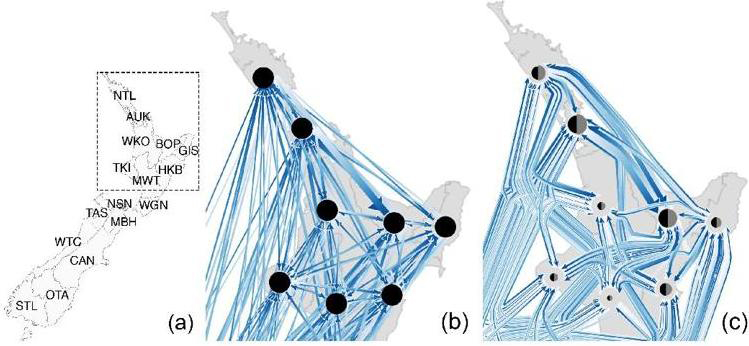 NTL
AUK
WKO
BOP
GIS
TKI
HKB
MWT
NSN
WGN
TAS
MBH
WTC
CAN
OTA
STL
(a)
(b)
(c)